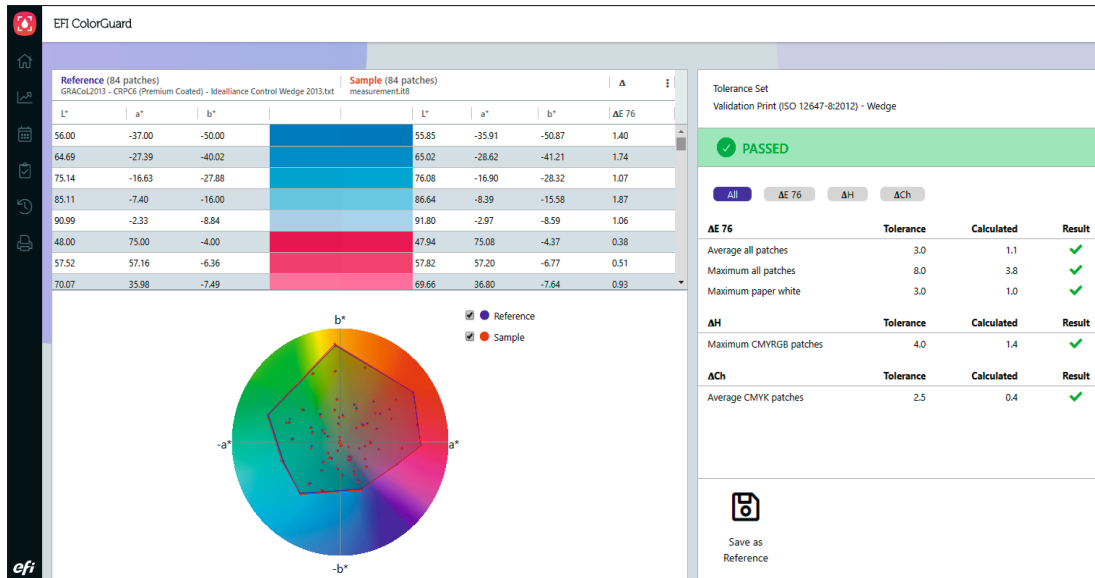 EFI ColorGuard
Reference (84 patches)
GRACoL2013 - CRPC6 (Premium Coated) - Idealliance Control Wedge 2013.txt
Sample (84 patches)
measurement.it8
Δ
L* a* b* L* a* b* ΔE 76
56.00 -37.00 -50.00 55.85 -35.91 -50.87 1.40
64.69 -27.39 -40.02 65.02 -28.62 -41.21 1.74
75.14 -16.63 -27.88 76.08 -16.90 -28.32 1.07
85.11 -7.40 -16.00 86.64 -8.39 -15.58 1.87
90.99 -2.33 -8.84 91.80 -2.97 -8.59 1.06
48.00 75.00 -4.00 47.94 75.08 -4.37 0.38
57.52 57.16 -6.36 57.82 57.20 -6.77 0.51
70.07 35.98 -7.49 69.66 36.80 -7.64 0.93
Reference
Sample
b*
-a*
a*
-b*
Tolerance Set
Validation Print (ISO 12647-8:2012) - Wedge
PASSED
All ΔE 76 ΔH ΔCh
ΔE 76 Tolerance Calculated Result
Average all patches 3.0 1.1
Maximum all patches 8.0 3.8
Maximum paper white 3.0 1.0
ΔH Tolerance Calculated Result
Maximum CMYRGB patches 4.0 1.4
ΔCh Tolerance Calculated Result
Average CMYK patches 2.5 0.4
Save as
Reference
efi